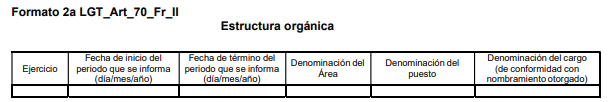 Formato 2a LGT_Art_70_Fr_II
Estructura orgánica
Ejercicio
Fecha de inicio del
periodo que se informa
(día/mes/año)
Fecha de término del
periodo que se informa
(día/mes/año)
Denominación del
Área
Denominación del
puesto
Denominación del cargo
(de conformidad con
nombramiento otorgado)